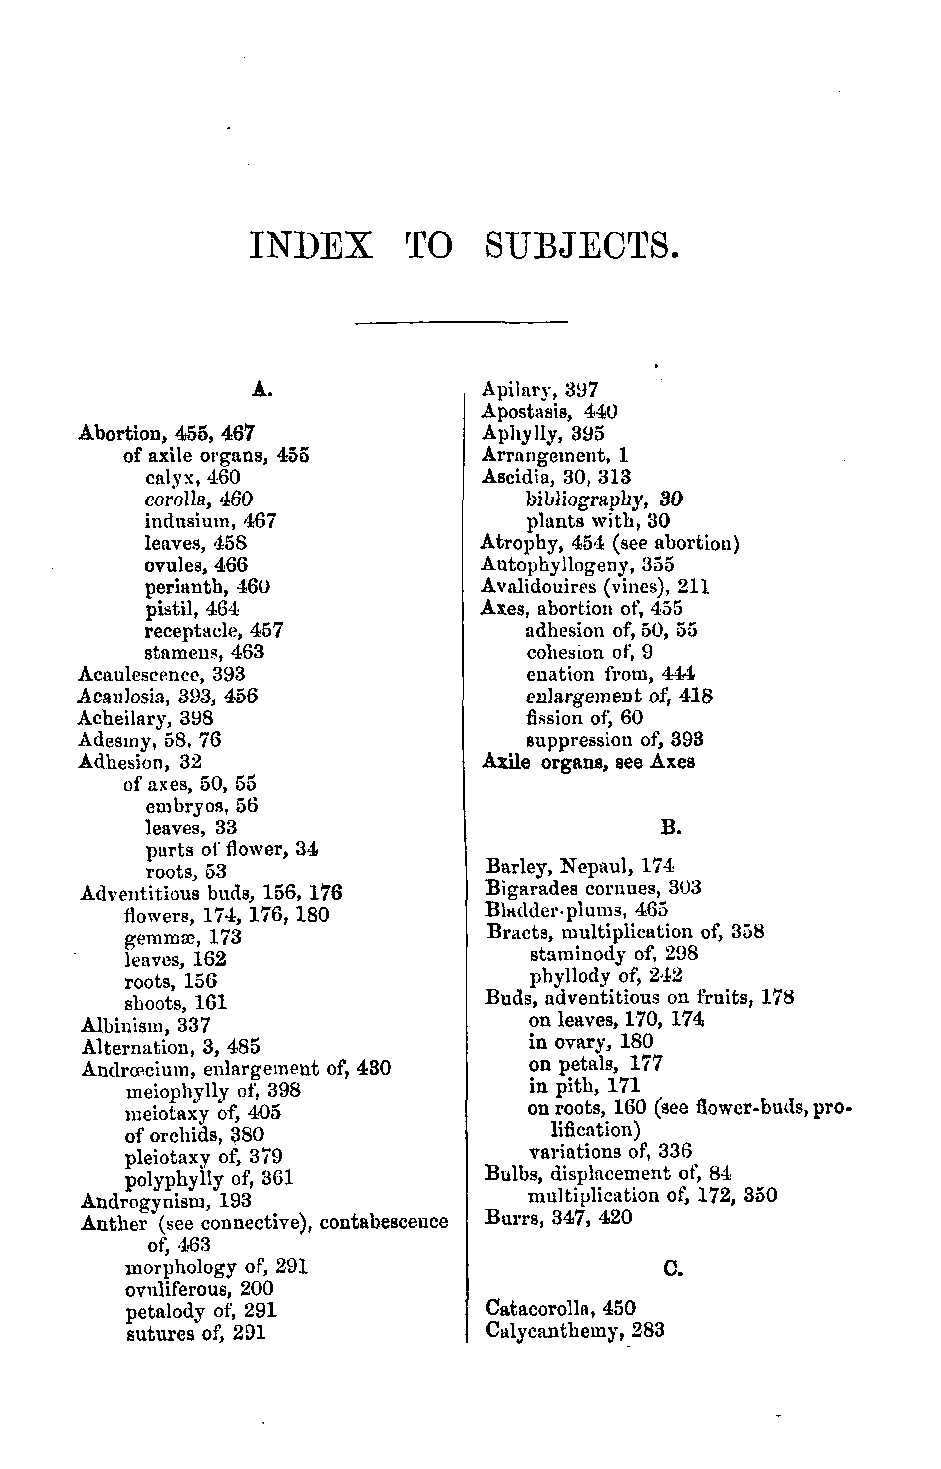 INDEX TO SUBJECTS.
A.
Abortion, 455, 467
of axile organs, 455
calyx, 460
corolla, 460
indusium, 467
leaves, 458
ovules, 466
perianth, 460
pistil, 464
receptacle, 457
stamens, 463
Acaulescence, 393
Acaulosia, 393, 456
Acheilary, 398
Adesmy, 58, 76
Adhesion, 32
of axes, 50, 55
embryos, 56
leaves, 33
parts of flower, 34
roots, 53
Adventitious buds, 156, 176
flowers, 174, 176, 180
gemmæ, 173
leaves, 162
roots, 156
shoots, 161
Albinism, 337
Alternation, 3, 485
Andrœcium, enlargement of, 430
meiophylly of, 398
meiotaxy of, 405
of orchids, 380
pleiotaxy of, 379
polyphylly of, 361
Androgynism, 193
Anther (see connective), contabescence
of, 463
morphology of, 291
ovuliferous, 200
petalody of, 291
sutures of, 291
Apilary, 397
Apostasis, 440
Aphylly, 395
Arrangement, 1
Ascidia, 30, 313
bibliography, 30
plants with, 30
Atrophy, 454 (see abortion)
Autophyllogeny, 355
Avalidouires (vines), 211
Axes, abortion of, 455
adhesion of, 50, 55
cohesion of, 9
enation from, 444
enlargement of, 418
fission of, 60
suppression of, 393
Axile organs, see Axes
B.
Barley, Nepaul, 174
Bigarades cornues, 303
Bladder-plums, 465
Bracts, multiplication of, 358
staminody of, 298
phyllody of, 242
Buds, adventitious on fruits, 178
on leaves, 170, 174
in ovary, 180
on petals, 177
in pith, 171
on roots, 160 (see flower-buds, pro-
lification)
variations of, 336
Bulbs, displacement of, 84
multiplication of, 172, 350
Burrs, 347, 420
C.
Catacorolla, 450
Calycanthemy, 283